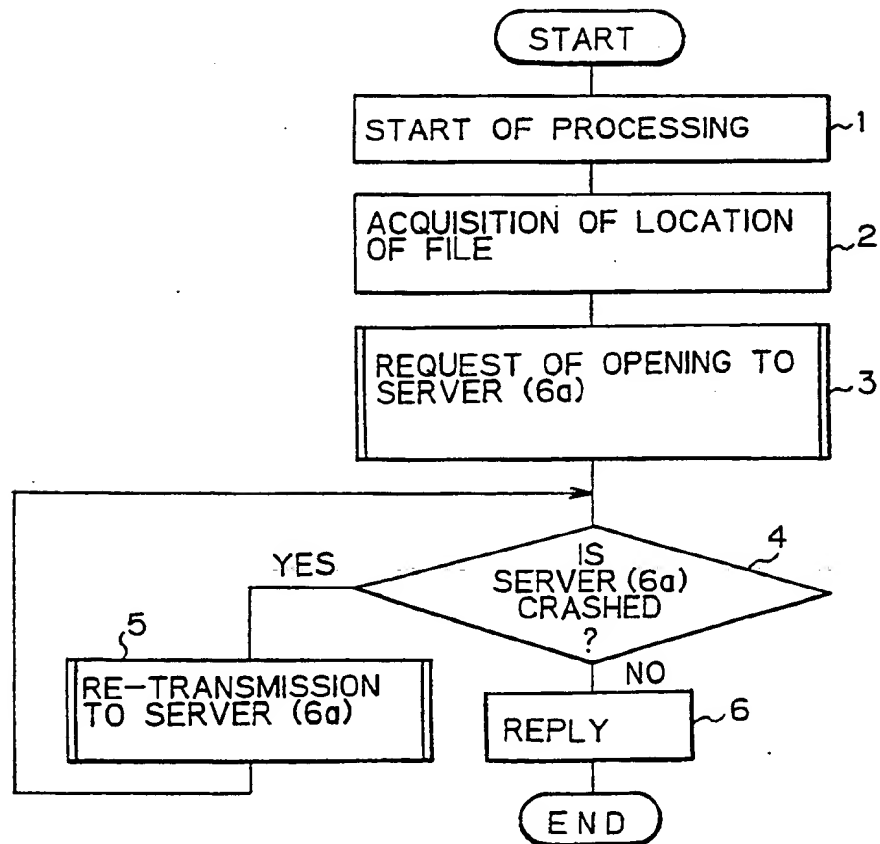 START
START OF PROCESSING
1
ACQUISITION OF LOCATION
OF FILE
2
REQUEST OF OPENING TO
SERVER (6a)
3
4
IS
SERVER (6a)
CRASHED
?
YES
NO
5
RE-TRANSMISSION
TO SERVER (6a)
REPLY
6
END